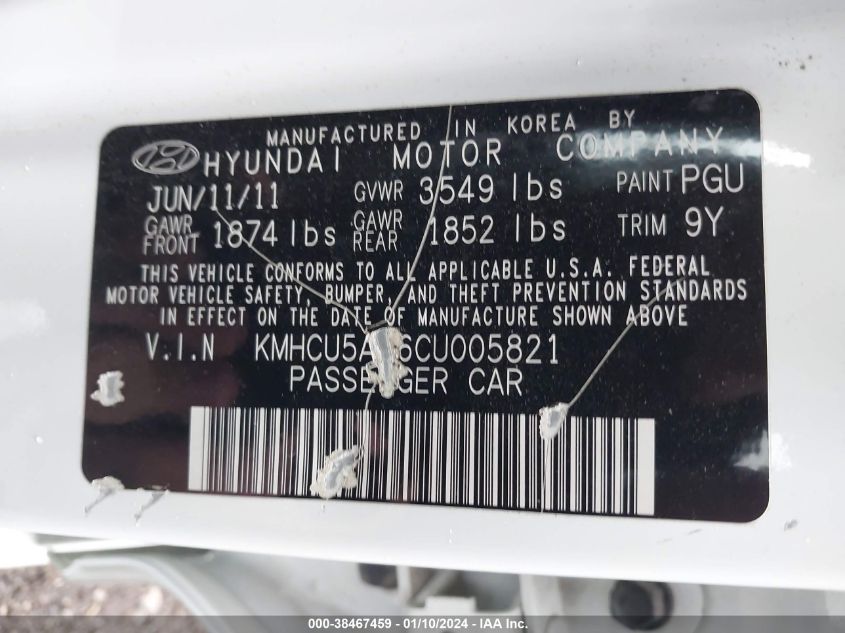 MANUFACTURED IN KOREA BY
HYUNDAI MOTOR COMPANY
JUN/11/11 GVWR 3549 lbs PAINT PGU
GAWR FRONT 1874 lbs GAWR REAR 1852 lbs TRIM 9Y
THIS VEHICLE CONFORMS TO ALL APPLICABLE U.S.A. FEDERAL
MOTOR VEHICLE SAFETY, BUMPER, AND THEFT PREVENTION STANDARDS
IN EFFECT ON THE DATE OF MANUFACTURE SHOWN ABOVE
V.I.N
PASSENGER CAR
000-38467459 - 01/10/2024 - IAA Inc.